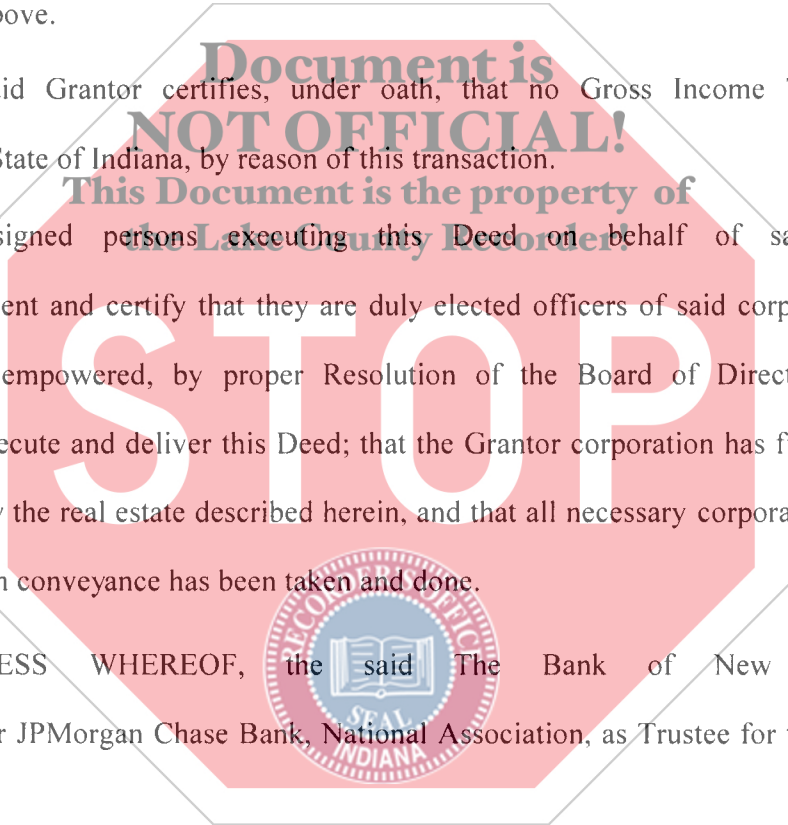 bove.
Document is
id Grantor certifies, under oath, that no Gross Income
NOT OFFICIAL!
State of Indiana, by reason of this transaction.
This Document is the property of
signed persons executing this Deed on behalf of sa
the Lake County Recorder!
ent and certify that they are duly elected officers of said corp
STOP
empowered, by proper Resolution of the Board of Direct
ecute and deliver this Deed; that the Grantor corporation has f
y the real estate described herein, and that all necessary corpora
n conveyance has been taken and done.
RECORDER'S OFFICE
ESS WHEREOF, the said The Bank of New
SEAL
r JPMorgan Chase Bank, National Association, as Trustee for
INDIANA